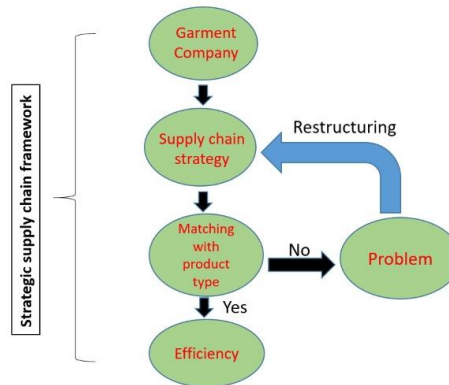 Strategic supply chain framework
Garment
Company
Supply chain
strategy
Restructuring
Matching
with
product
type
No
Problem
Yes
Efficiency